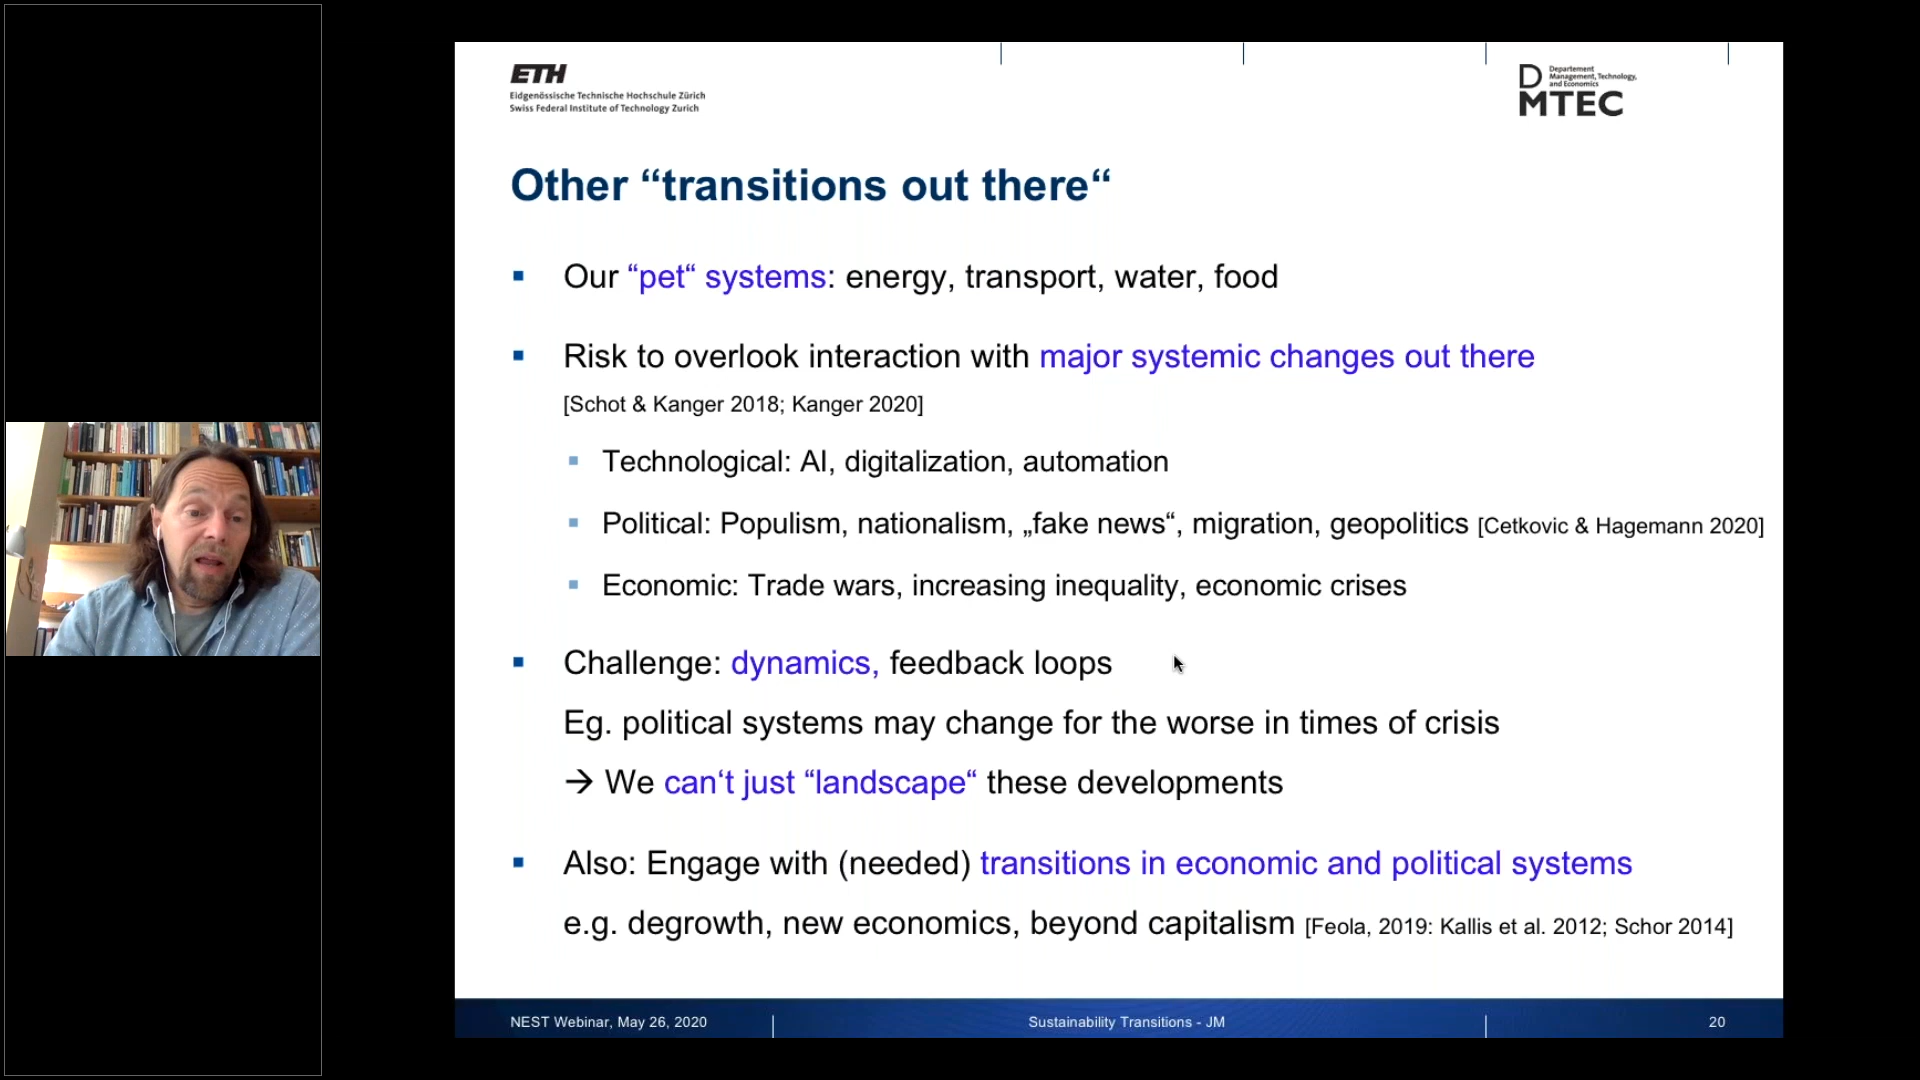 ETH
Eidgenössische Technische Hochschule Zürich
Swiss Federal Institute of Technology Zurich
D Departement
Management, Technology,
and Economics
MTEC
Other “transitions out there“
Our “pet“ systems: energy, transport, water, food
Risk to overlook interaction with major systemic changes out there
[Schot & Kanger 2018; Kanger 2020]
Technological: AI, digitalization, automation
Political: Populism, nationalism, „fake news“, migration, geopolitics [Cetkovic & Hagemann 2020]
Economic: Trade wars, increasing inequality, economic crises
Challenge: dynamics, feedback loops
Eg. political systems may change for the worse in times of crisis
→ We can‘t just “landscape“ these developments
Also: Engage with (needed) transitions in economic and political systems
e.g. degrowth, new economics, beyond capitalism [Feola, 2019: Kallis et al. 2012; Schor 2014]
NEST Webinar, May 26, 2020
Sustainability Transitions - JM
20